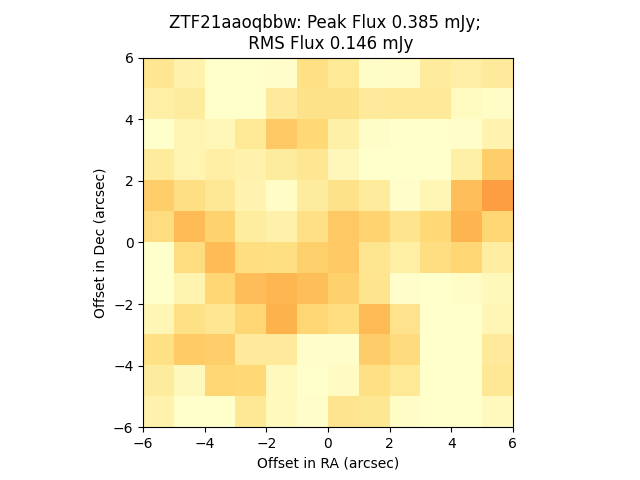 ZTF21aaoqbbw: Peak Flux 0.385 mJy;
RMS Flux 0.146 mJy
6
4
2
0
−2
−4
−6
Offset in Dec (arcsec)
−6 −4 −2 0 2 4 6
Offset in RA (arcsec)